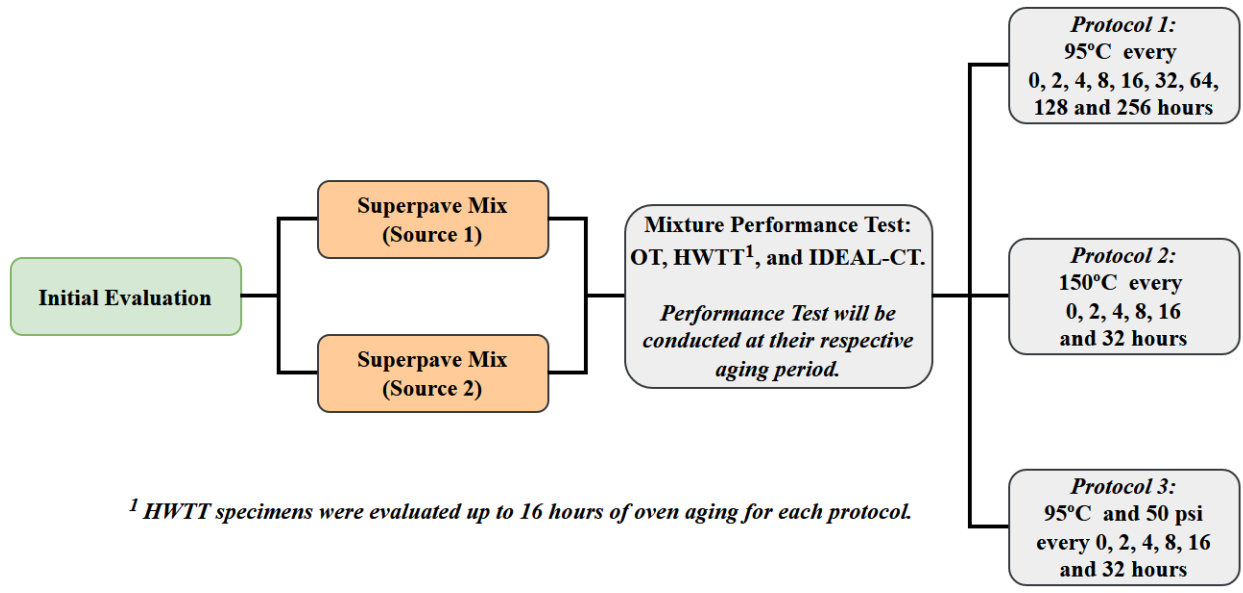 Initial Evaluation
Superpave Mix
(Source 1)
Superpave Mix
(Source 2)
Mixture Performance Test:
OT, HWTT¹, and IDEAL-CT.
Performance Test will be
conducted at their respective
aging period.
Protocol 1:
95ºC every
0, 2, 4, 8, 16, 32, 64,
128 and 256 hours
Protocol 2:
150ºC every
0, 2, 4, 8, 16
and 32 hours
Protocol 3:
95ºC and 50 psi
every 0, 2, 4, 8, 16
and 32 hours
¹ HWTT specimens were evaluated up to 16 hours of oven aging for each protocol.